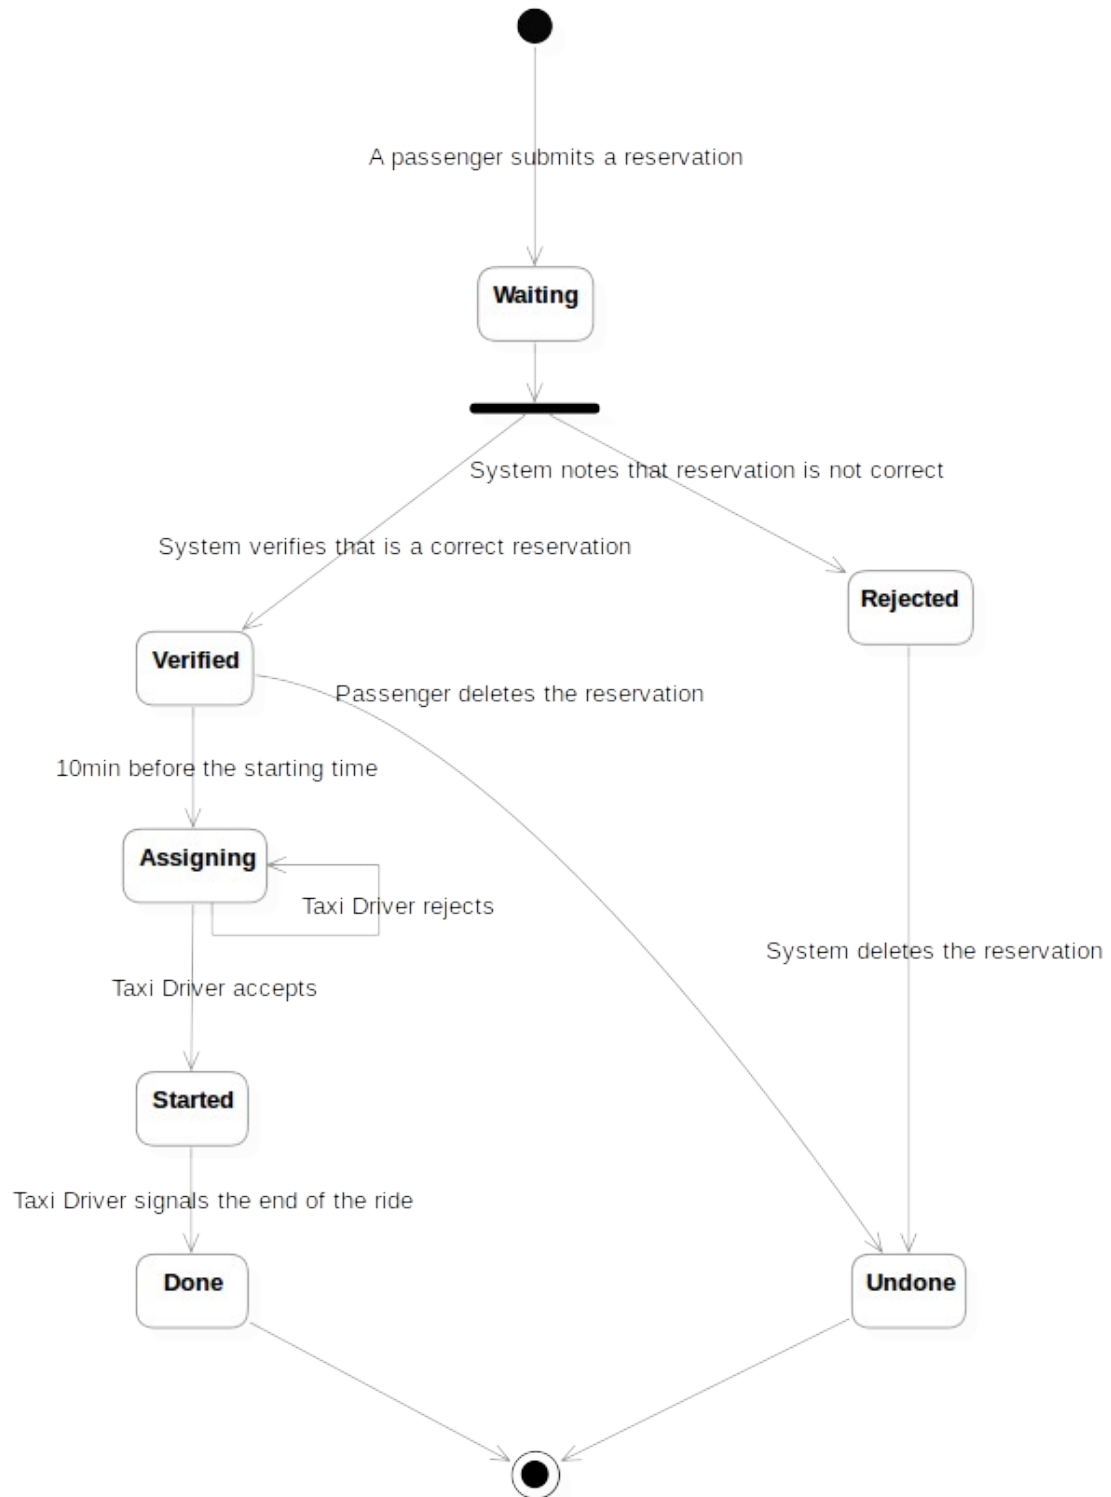 A passenger submits a reservation
Waiting
System notes that reservation is not correct
System verifies that is a correct reservation
Rejected
Verified
Passenger deletes the reservation
10min before the starting time
Assigning
Taxi Driver rejects
System deletes the reservation
Taxi Driver accepts
Started
Taxi Driver signals the end of the ride
Done
Undone